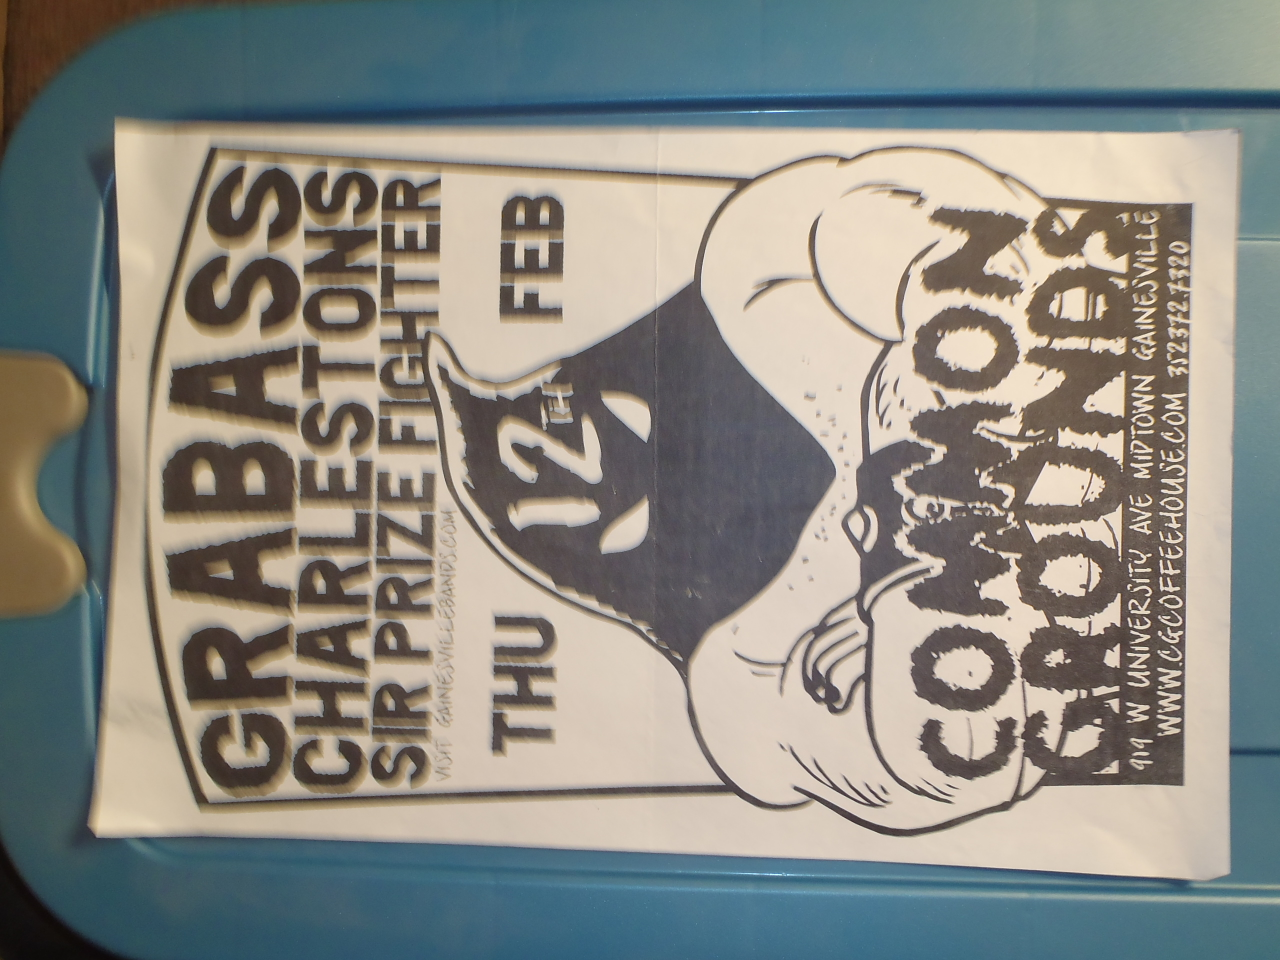 GRABASS
CHARLESTONS
SIR PRIZE FIGHTER
VISIT GAINESVILLEBANDS.COM
THU 12TH FEB
COMMON
GROUNDS
919 W UNIVERSITY AVE MIDTOWN GAINESVILLE
WWW.CGCOFFEEHOUSE.COM 352.372.7320